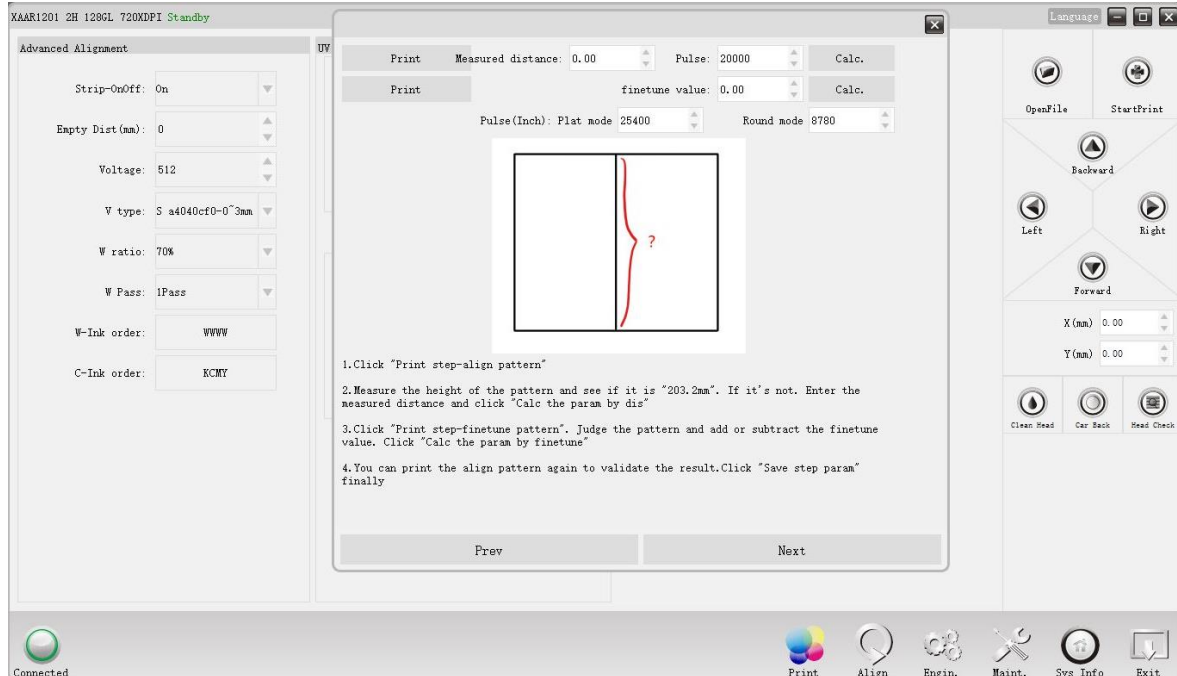 XAAR1201 2H 128GL 720XDPI Standby
Language
Advanced Alignment
UV
Strip-OnOff: On
Empty Dist(mm): 0
Voltage: 512
V type: S a4040cf0-0~3mm
W ratio: 70%
W Pass: 1Pass
W-Ink order: WWWW
C-Ink order: KCMY
Print Measured distance: 0.00 Pulse: 20000 Calc.
Print finetune value: 0.00 Calc.
Pulse(Inch): Plat mode 25400 Round mode 8780
?
1.Click "Print step-align pattern"
2.Measure the height of the pattern and see if it is "203.2mm". If it's not. Enter the
measured distance and click "Calc the param by dis"
3.Click "Print step-finetune pattern". Judge the pattern and add or subtract the finetune
value. Click "Calc the param by finetune"
4.You can print the align pattern again to validate the result.Click "Save step param"
finally
Prev Next
OpenFile StartPrint
Backward
Left Right
Forward
X(mm) 0.00
Y(mm) 0.00
Clean Head Car Back Head Check
Connected
Print Align Engin. Maint. Sys Info Exit